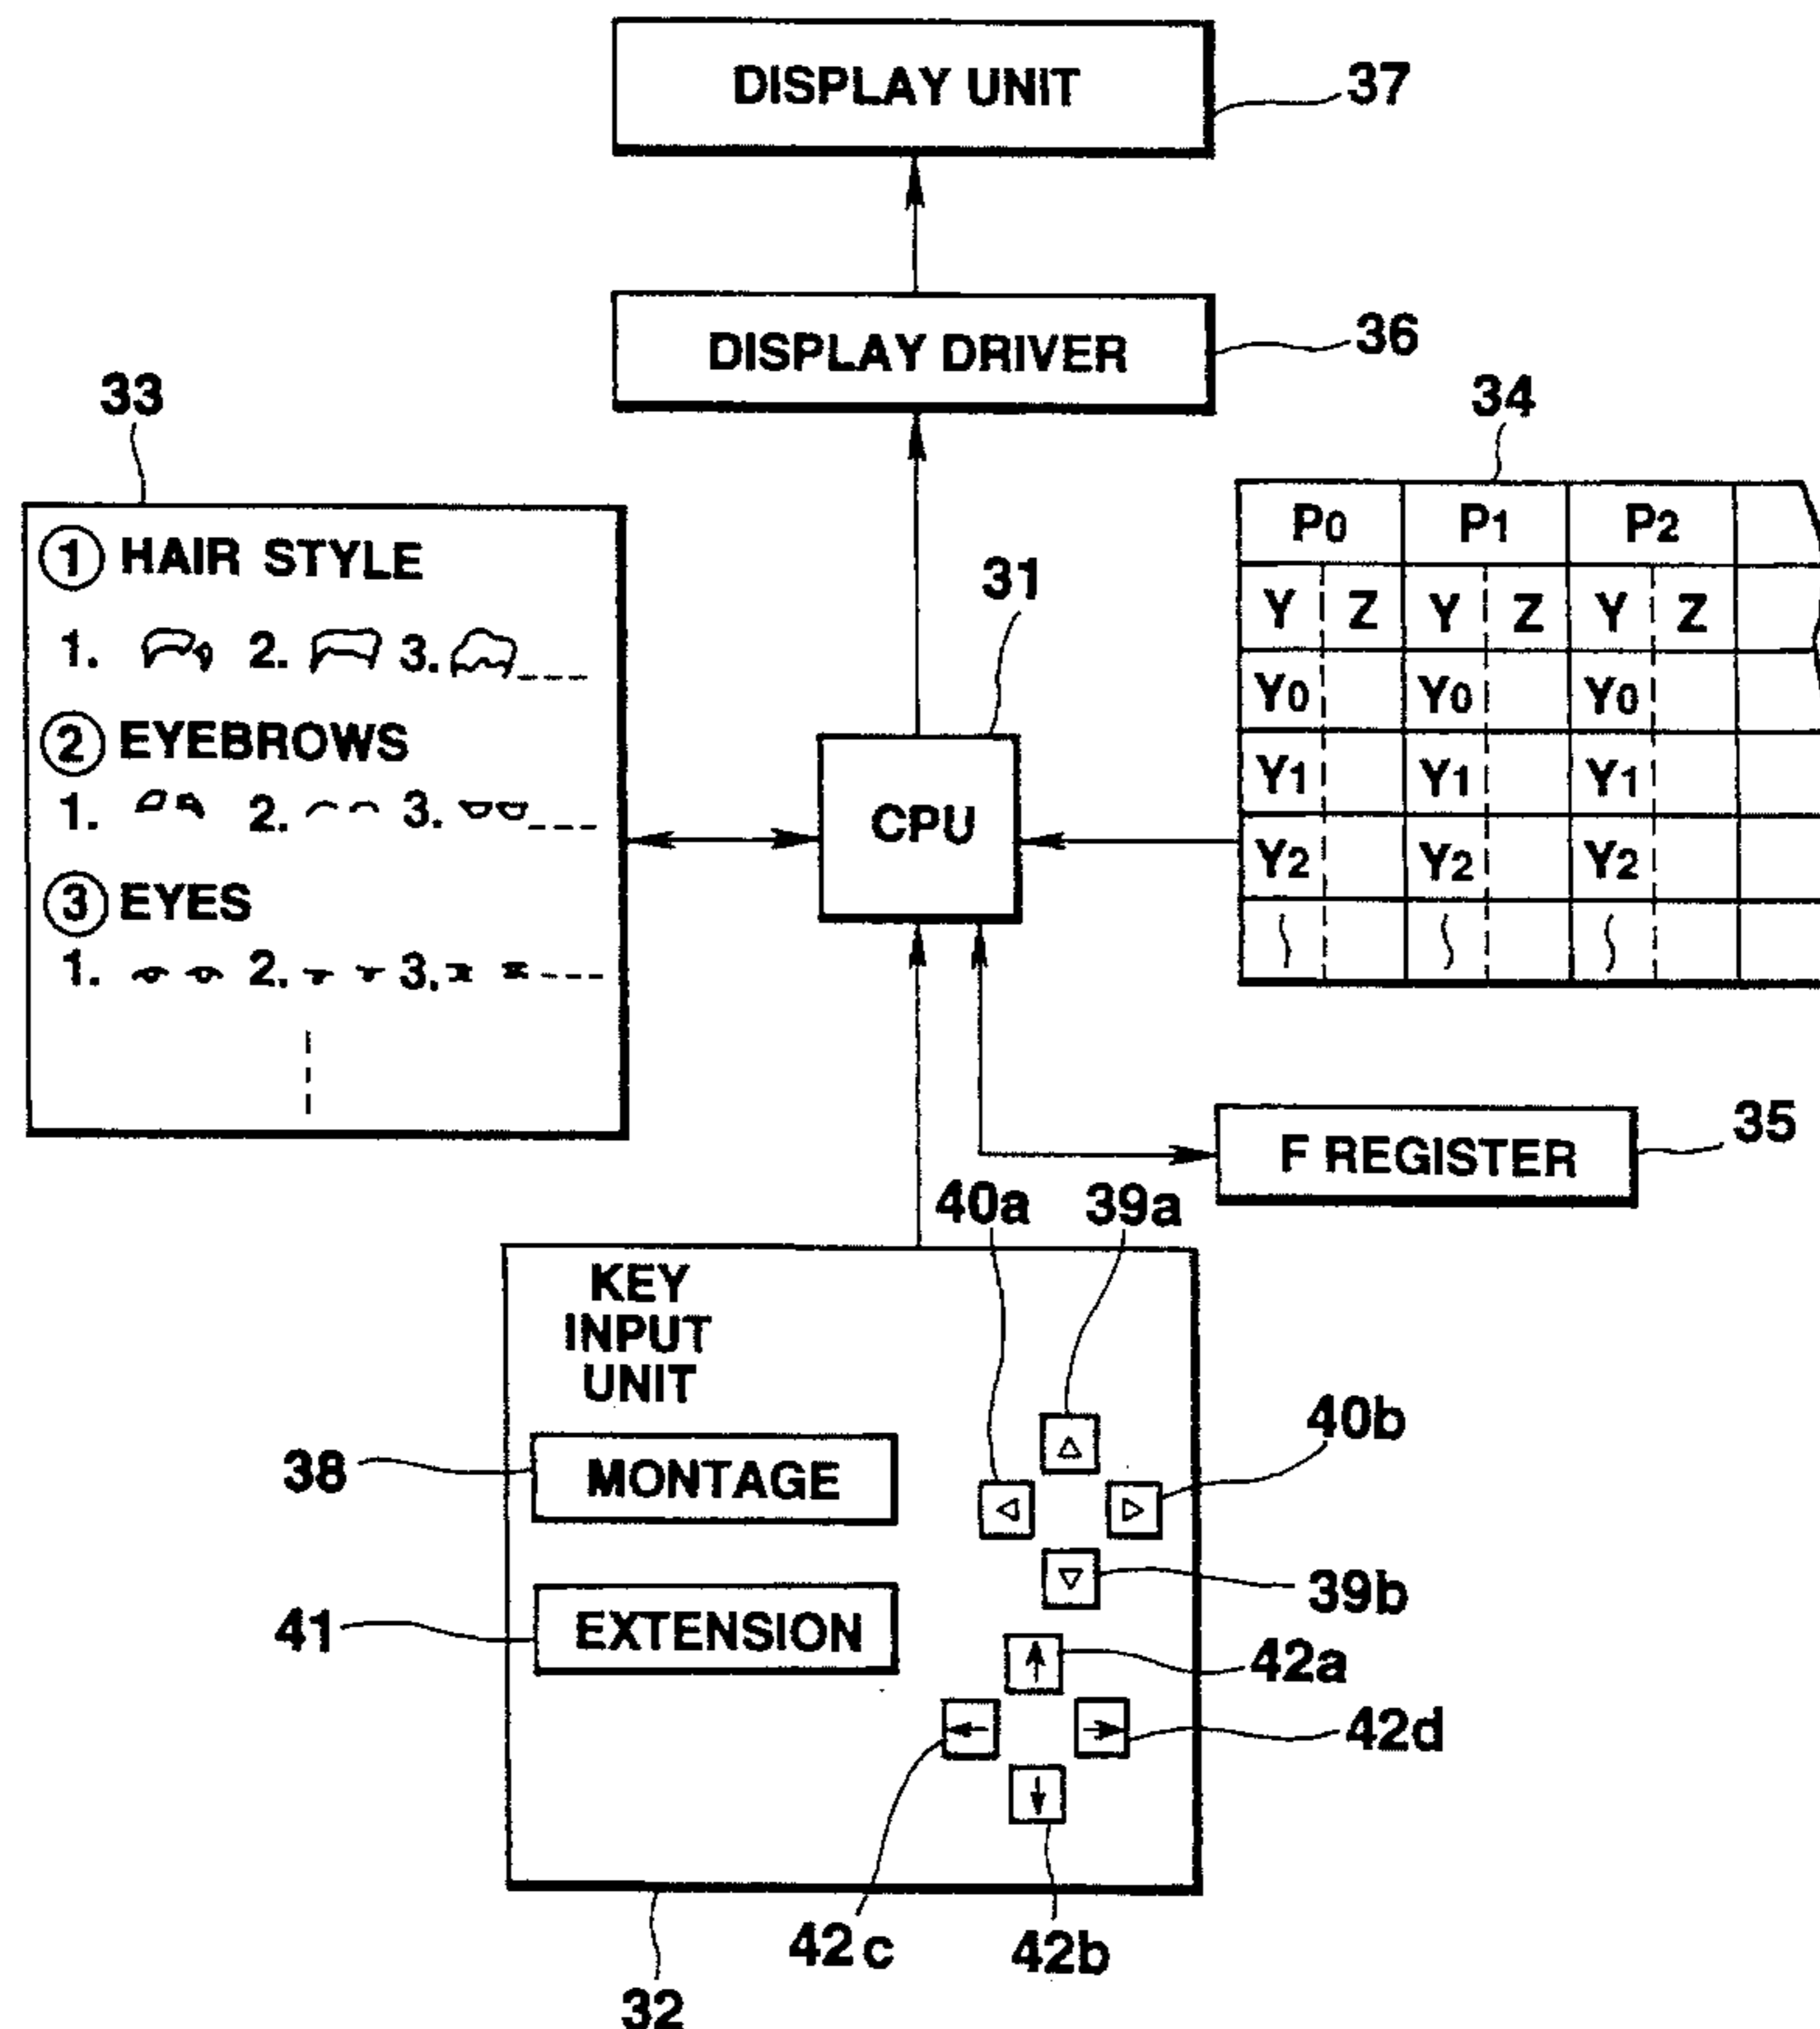 DISPLAY UNIT
37
DISPLAY DRIVER
36
33
34
① HAIR STYLE
1. 2. 3.
② EYEBROWS
1. 2. 3.
③ EYES
1. 2. 3.
31
CPU
P0 P1 P2
Y Z Y Z Y Z
Y0 Y0 Y0
Y1 Y1 Y1
Y2 Y2 Y2
F REGISTER
35
40a 39a
KEY
INPUT
UNIT
40b
38
MONTAGE
39b
41
EXTENSION
42a
42d
42c
42b
32